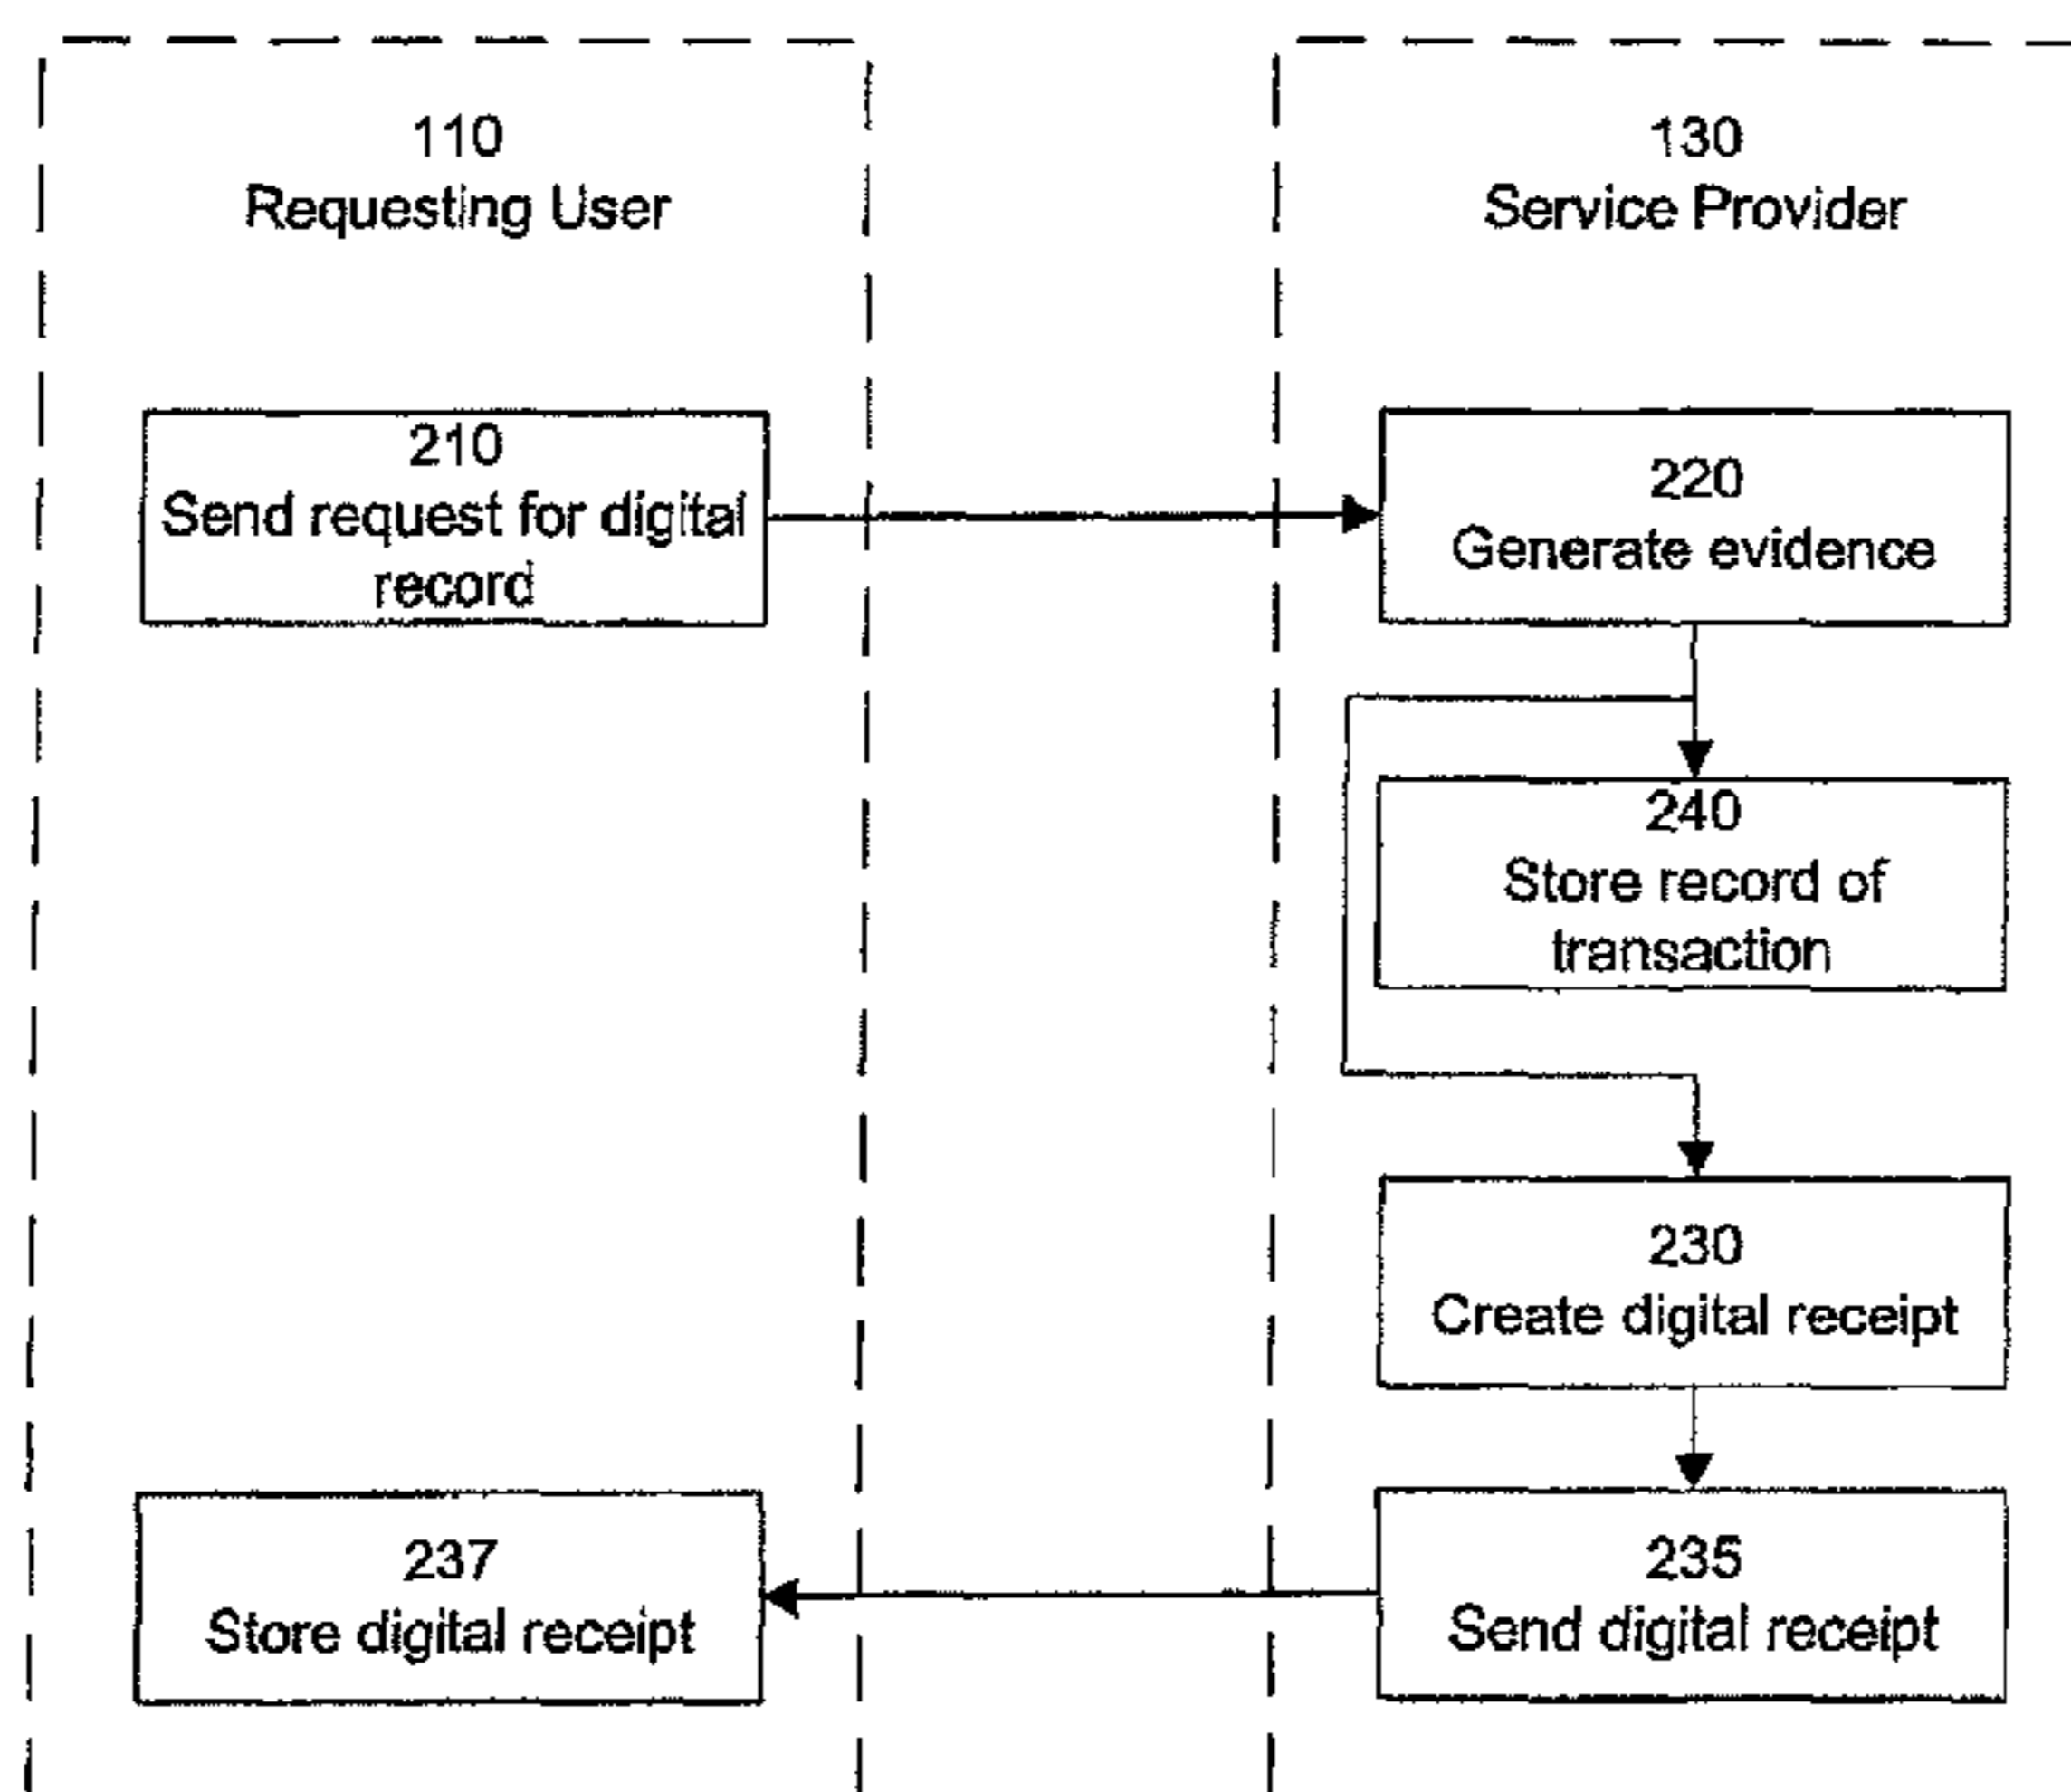 110
Requesting User
130
Service Provider
210
Send request for digital
record
220
Generate evidence
240
Store record of
transaction
230
Create digital receipt
237
Store digital receipt
235
Send digital receipt